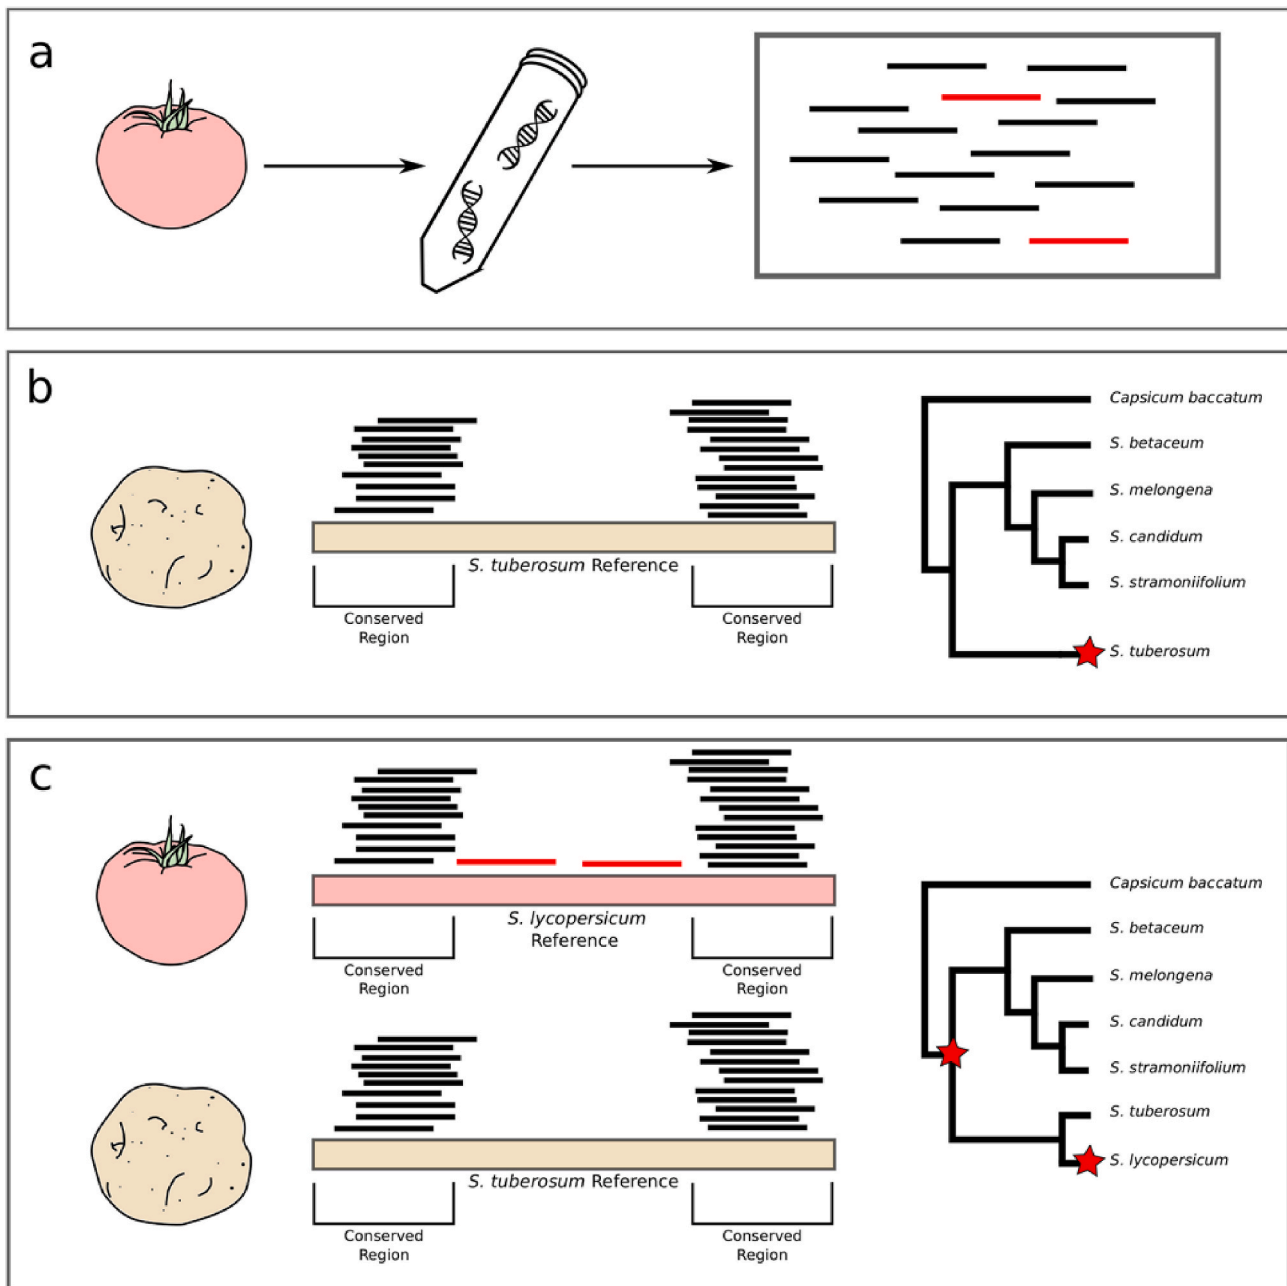 a
b
S. tuberosum Reference
Conserved
Region
Conserved
Region
Capsicum baccatum
S. betaceum
S. melongena
S. candidum
S. stramoniifolium
S. tuberosum
c
S. lycopersicum
Reference
Conserved
Region
Conserved
Region
S. tuberosum Reference
Conserved
Region
Conserved
Region
Capsicum baccatum
S. betaceum
S. melongena
S. candidum
S. stramoniifolium
S. tuberosum
S. lycopersicum